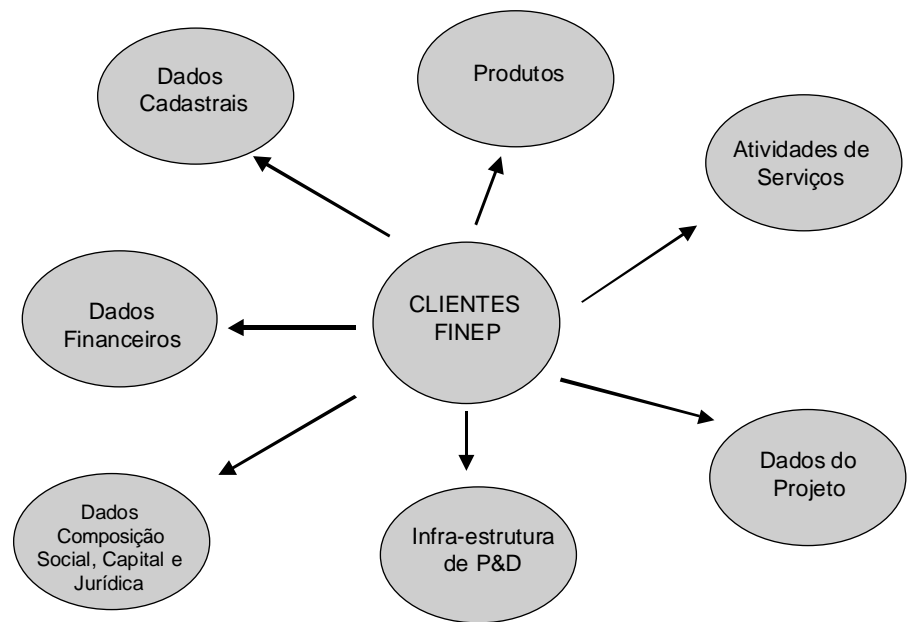 Dados
Cadastrais
Produtos
Atividades de
Serviços
CLIENTES
FINEP
Dados
Financeiros
Dados do
Projeto
Dados
Composição
Social, Capital e
Jurídica
Infra-estrutura
de P&D